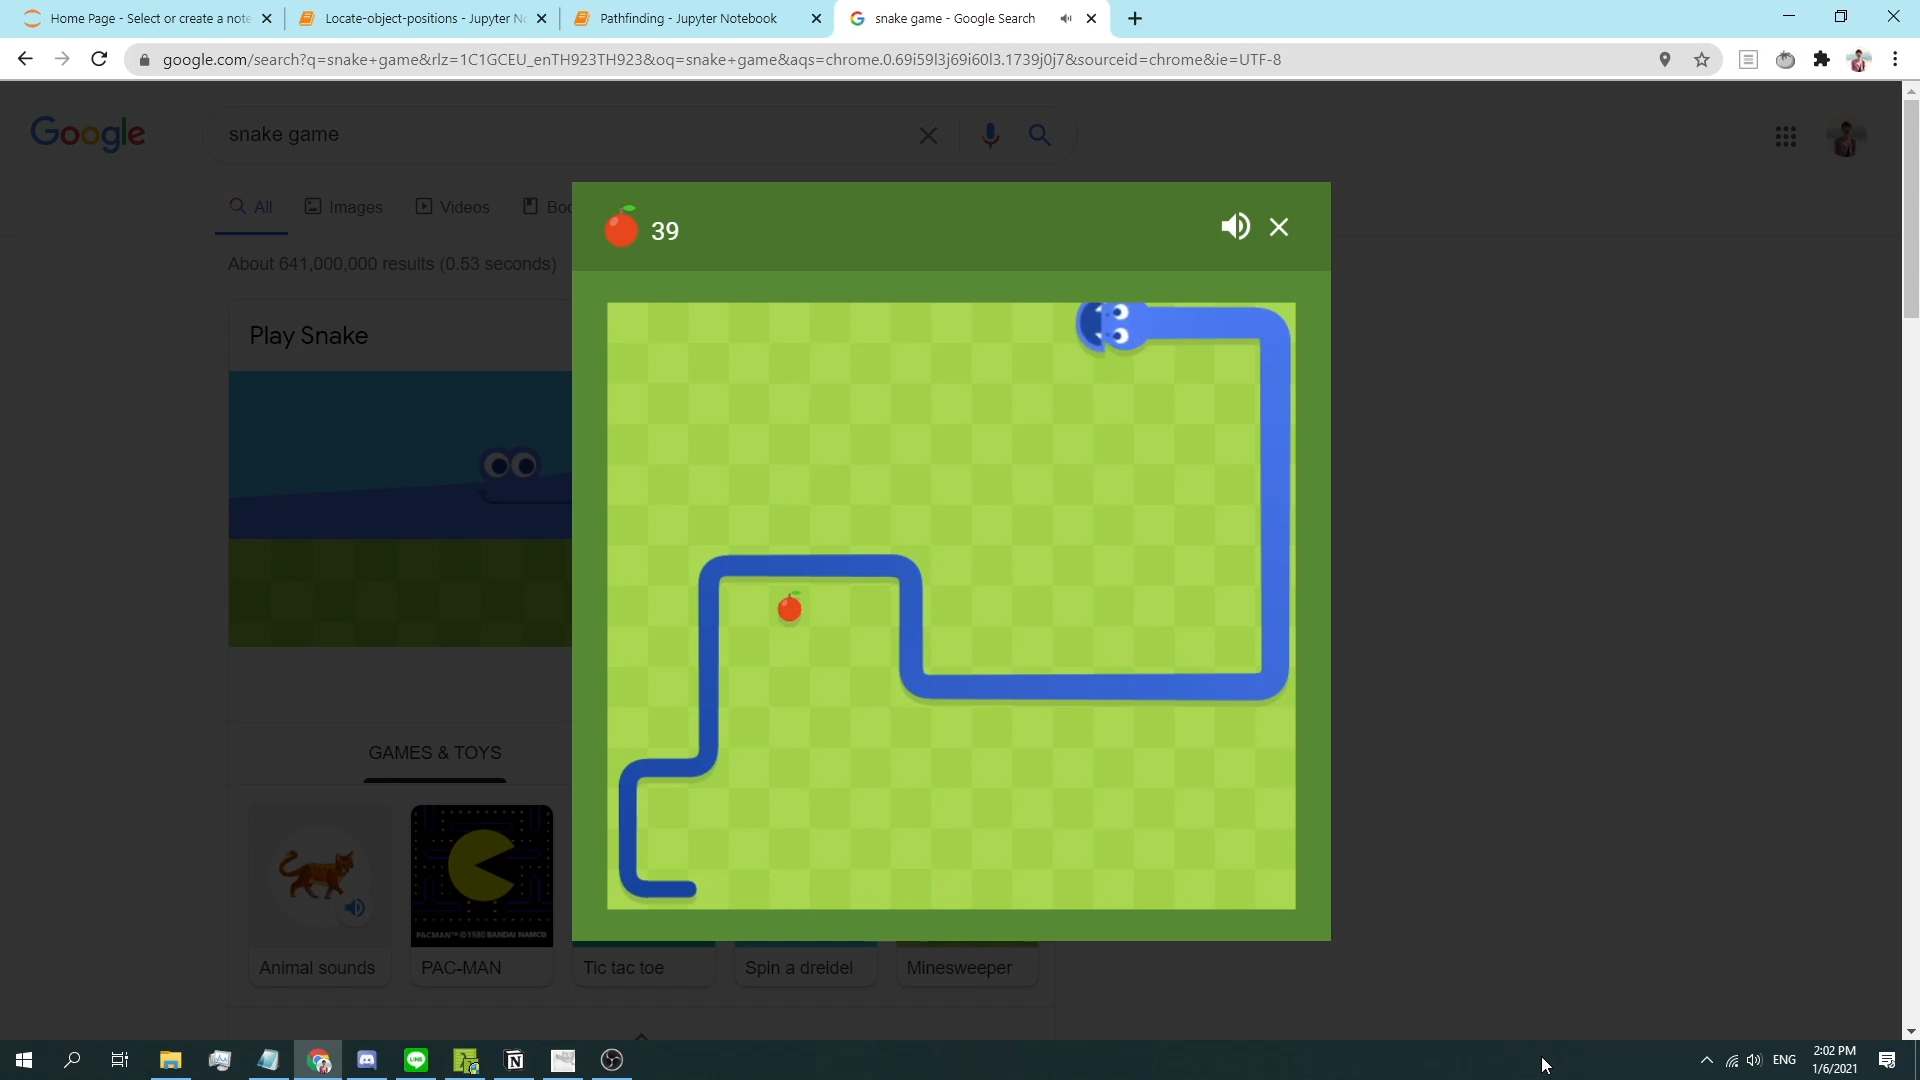 Home Page - Select or create a note
Locate-object-positions - Jupyter N
Pathfinding - Jupyter Notebook
snake game - Google Search
google.com/search?q=snake+game&rlz=1C1GCEU_enTH923TH923&oq=snake+game&aqs=chrome.0.69i59l3j69i60l3.1739j0j7&sourceid=chrome&ie=UTF-8
Google
snake game
All
Images
Videos
Boo
About 641,000,000 results (0.53 seconds)
39
Play Snake
GAMES & TOYS
PACMAN™ ©1980 BANDAI NAMCO
Animal sounds
PAC-MAN
Tic tac toe
Spin a dreidel
Minesweeper
ENG
2:02 PM
1/6/2021